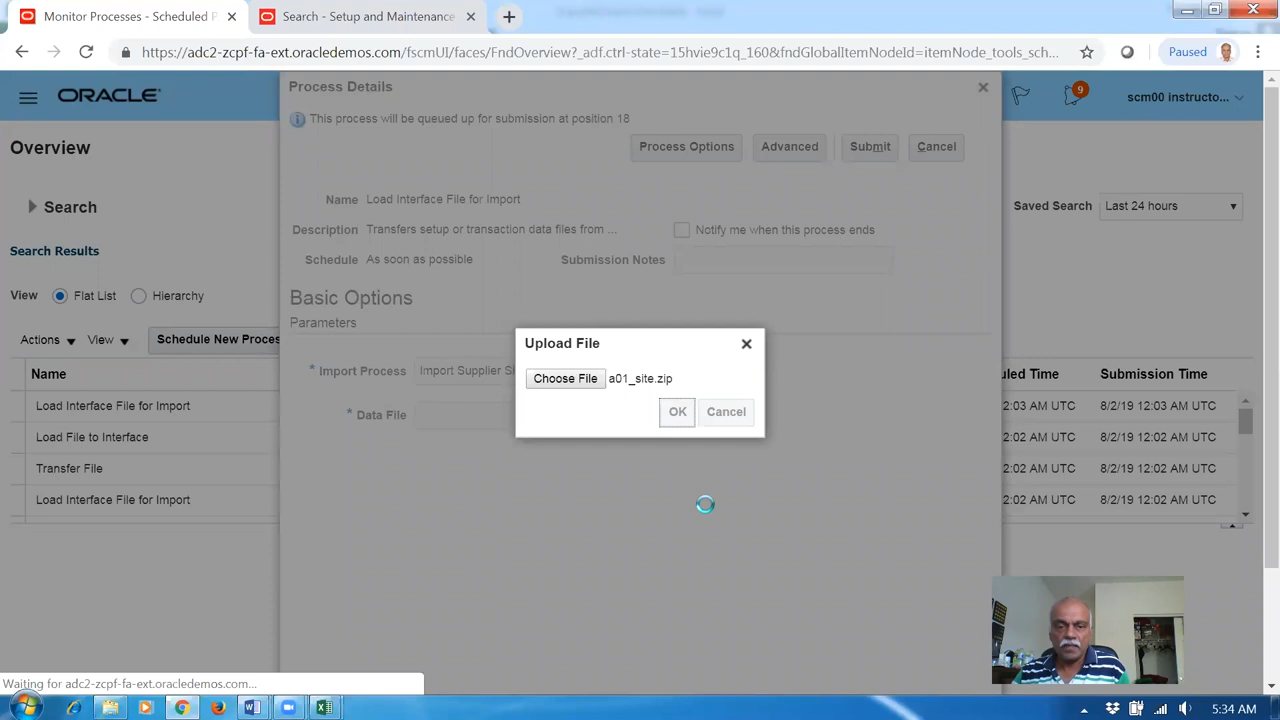 Monitor Processes - Scheduled P
Search - Setup and Maintenance
https://adc2-zcpf-fa-ext.oracledemos.com/fscmUI/faces/FndOverview?_adf.ctrl-state=15hvie9c1q_160&fndGlobalItemNodeId=itemNode_tools_sch...
Paused
ORACLE
Process Details
9
scm00 instructo...
This process will be queued up for submission at position 18
Overview
Process Options
Advanced
Submit
Cancel
Search
Name Load Interface File for Import
Saved Search Last 24 hours
Description Transfers setup or transaction data files from ...
Notify me when this process ends
Search Results
Schedule As soon as possible
Submission Notes
View Flat List Hierarchy
Basic Options
Parameters
Actions View Schedule New Proces
Upload File
Import Process Import Supplier Si
Choose File a01_site.zip
Name
uled Time
Submission Time
Load Interface File for Import
2:03 AM UTC
8/2/19 12:03 AM UTC
Data File
OK
Cancel
Load File to Interface
2:02 AM UTC
8/2/19 12:02 AM UTC
Transfer File
2:02 AM UTC
8/2/19 12:02 AM UTC
Load Interface File for Import
2:02 AM UTC
8/2/19 12:02 AM UTC
Waiting for adc2-zcpf-fa-ext.oracledemos.com...
5:34 AM